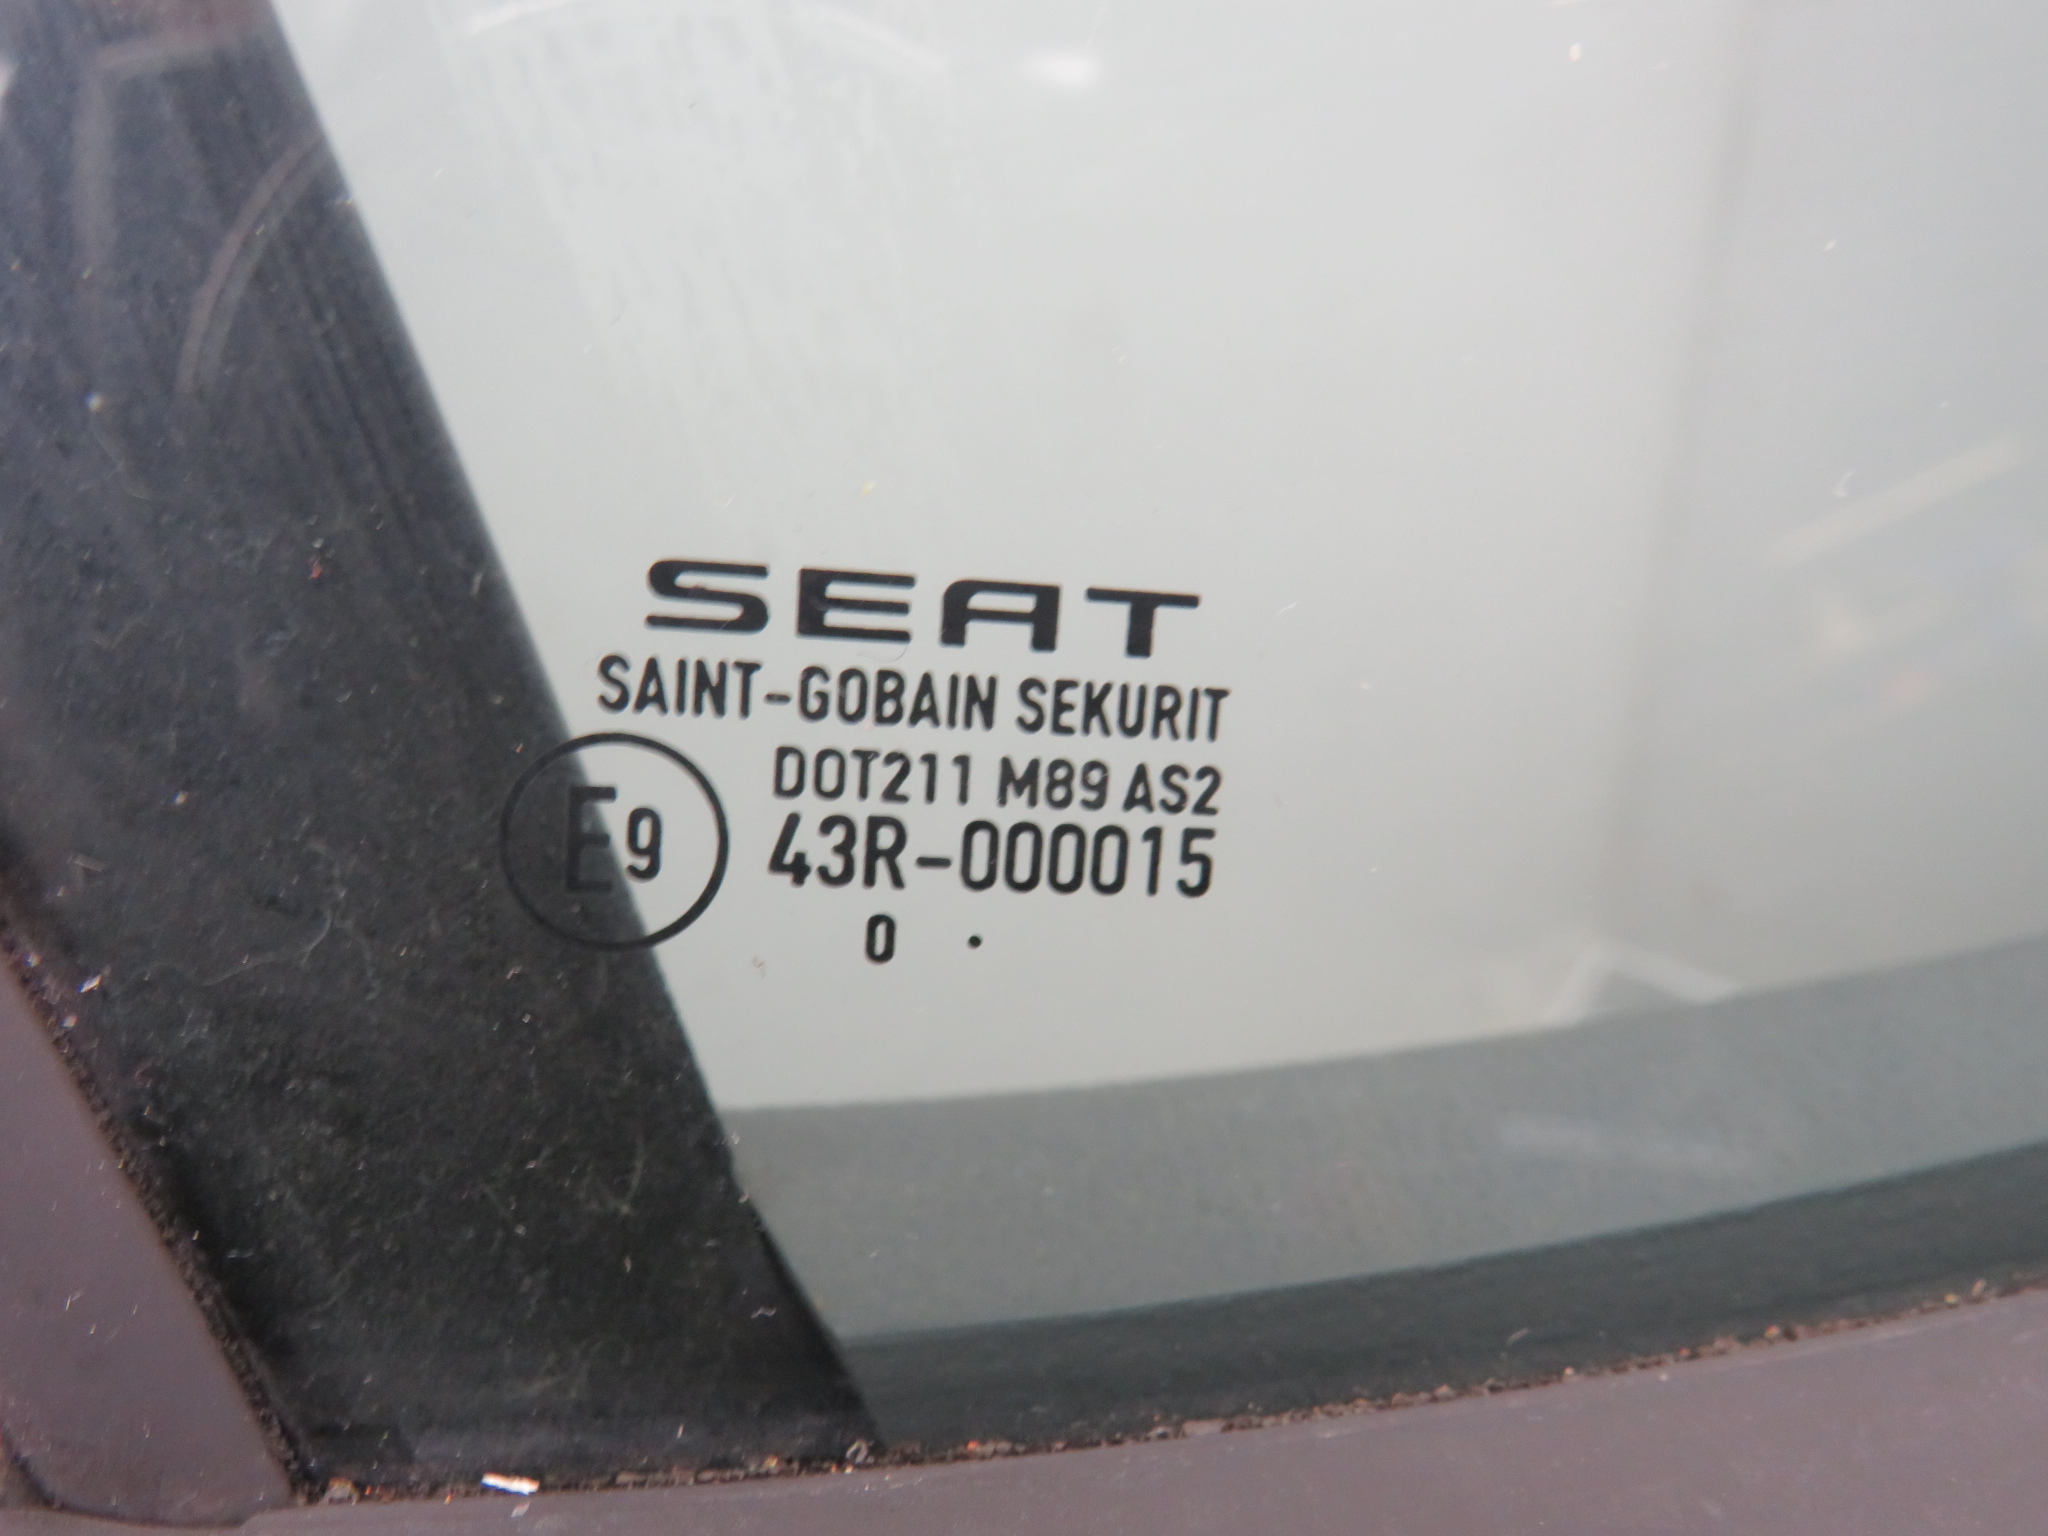 SEAT
SAINT-GOBAIN SEKURIT
DOT211 M89 AS2
E9 43R-000015
0 .